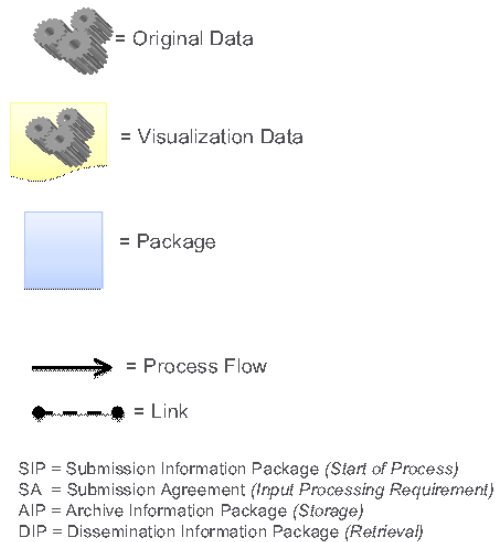 = Original Data
= Visualization Data
= Package
= Process Flow
= Link
SIP = Submission Information Package (Start of Process)
SA = Submission Agreement (Input Processing Requirement)
AIP = Archive Information Package (Storage)
DIP = Dissemination Information Package (Retrieval)